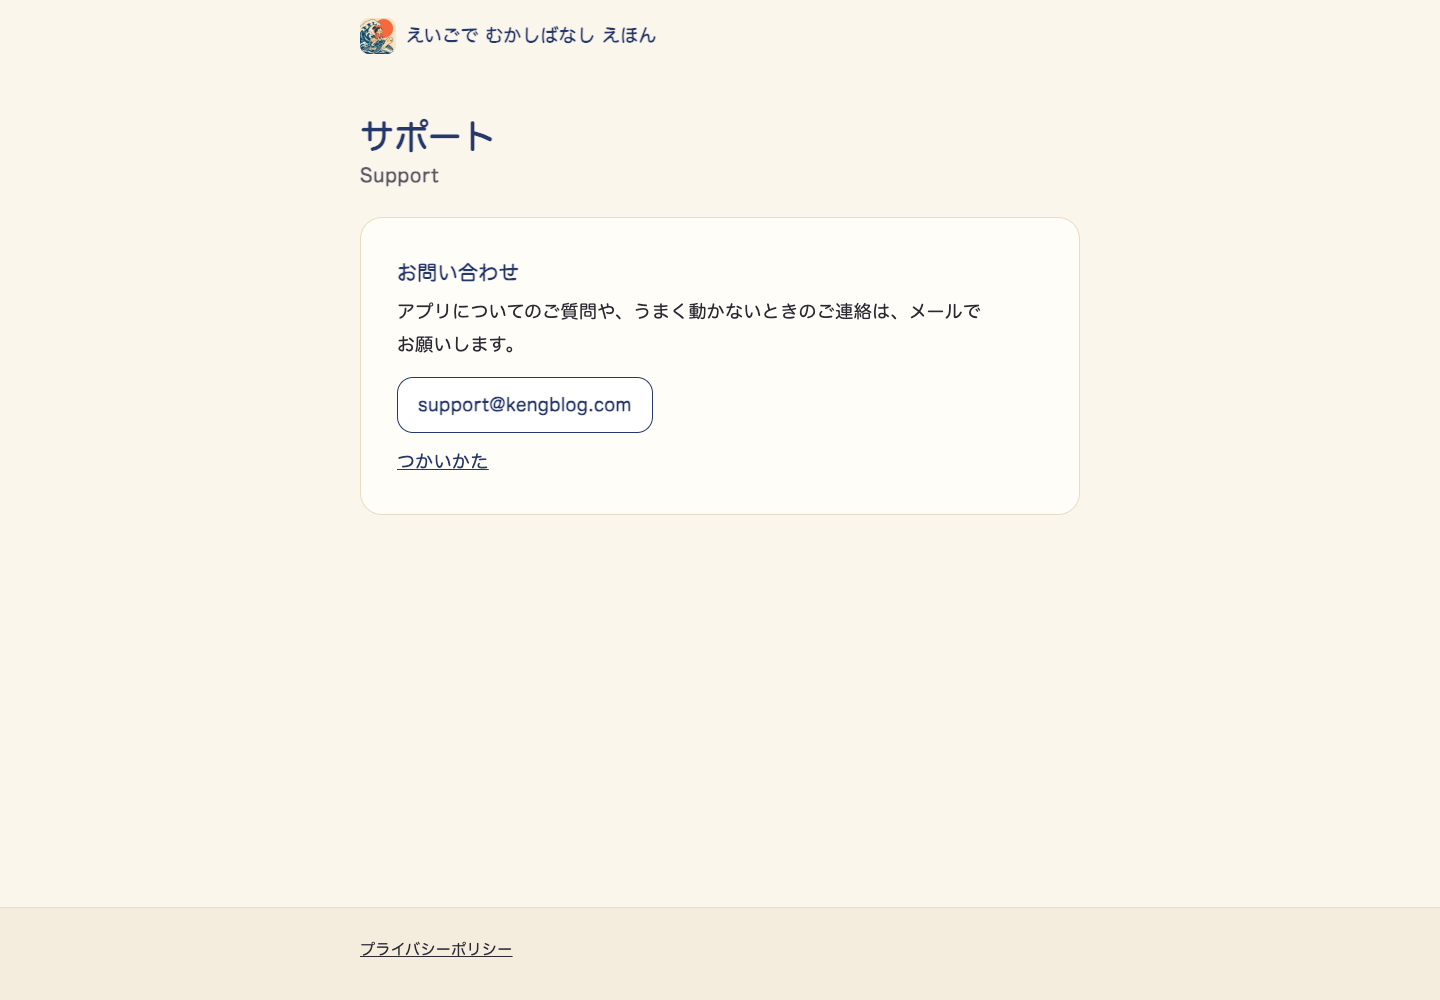 えいごで むかしばなし えほん
サポート
Support
お問い合わせ
アプリについてのご質問や、うまく動かないときのご連絡は、メールで
お願いします。
support@kengblog.com
つかいかた
プライバシーポリシー